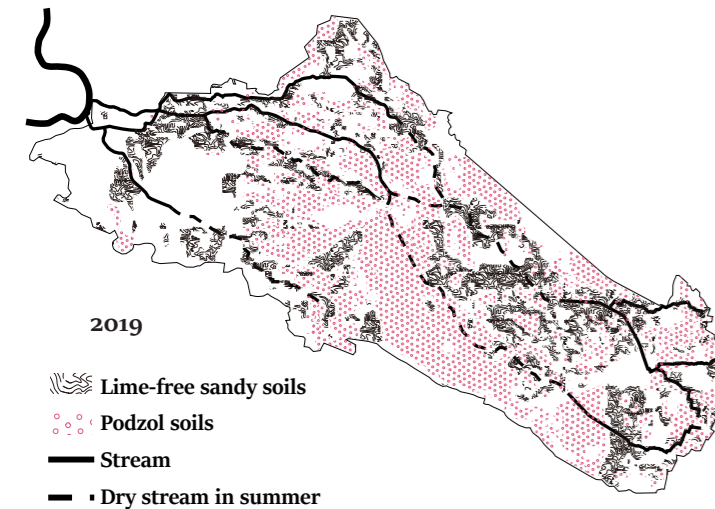 2019
Lime-free sandy soils
Podzol soils
Stream
Dry stream in summer